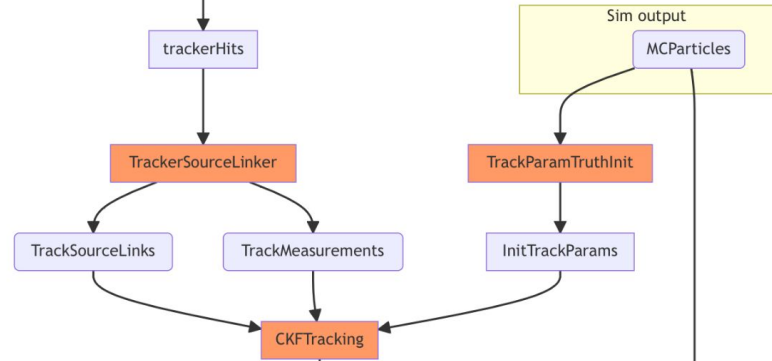 Sim output
trackerHits
MCParticles
TrackerSourceLinker
TrackParamTruthInit
TrackSourceLinks
TrackMeasurements
InitTrackParams
CKFTracking